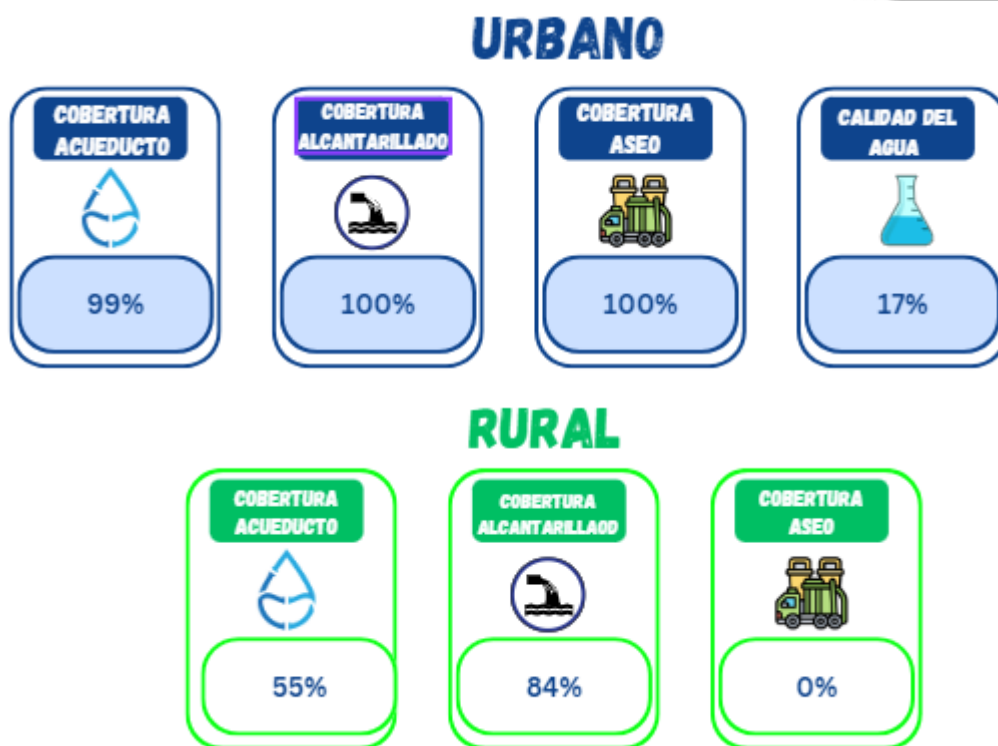 URBANO
COBERTURA
ACUEDUCTO
99%
COBERTURA
ALCANTARILLADO
100%
COBERTURA
ASEO
100%
CALIDAD DEL
AGUA
17%
RURAL
COBERTURA
ACUEDUCTO
55%
COBERTURA
ALCANTARILLAOD
84%
COBERTURA
ASEO
0%